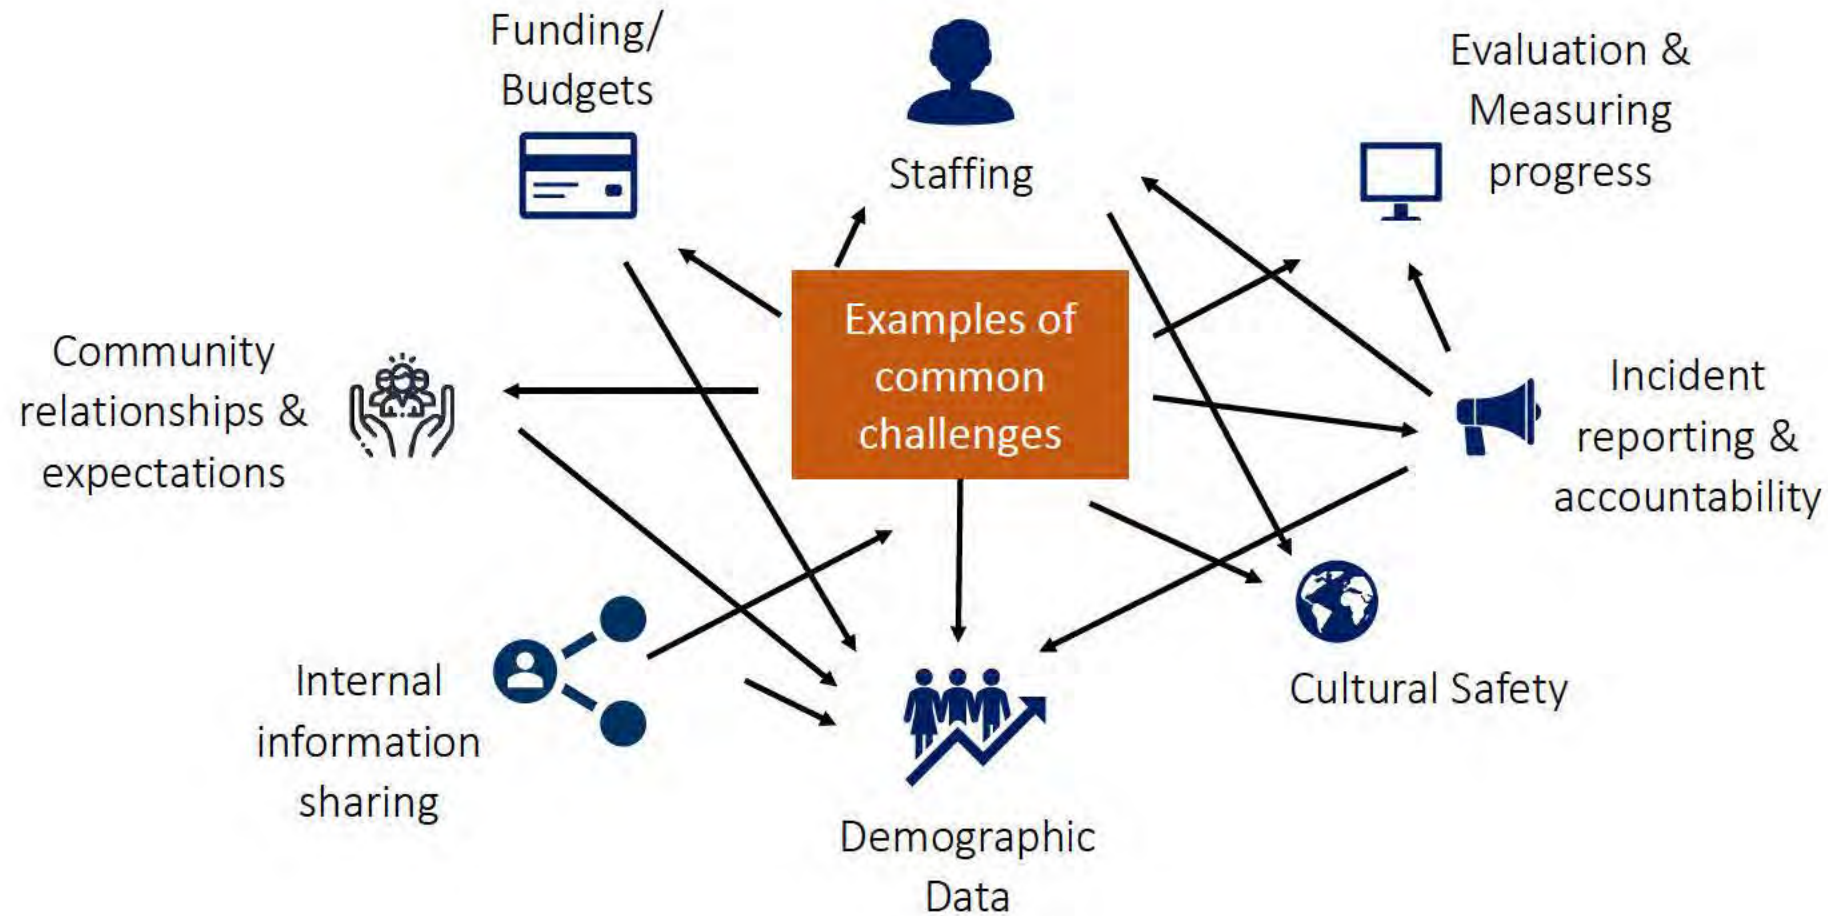 Funding/
Budgets
Staffing
Evaluation &
Measuring
progress
Examples of
common
challenges
Community
relationships &
expectations
Incident
reporting &
accountability
Internal
information
sharing
Cultural Safety
Demographic
Data